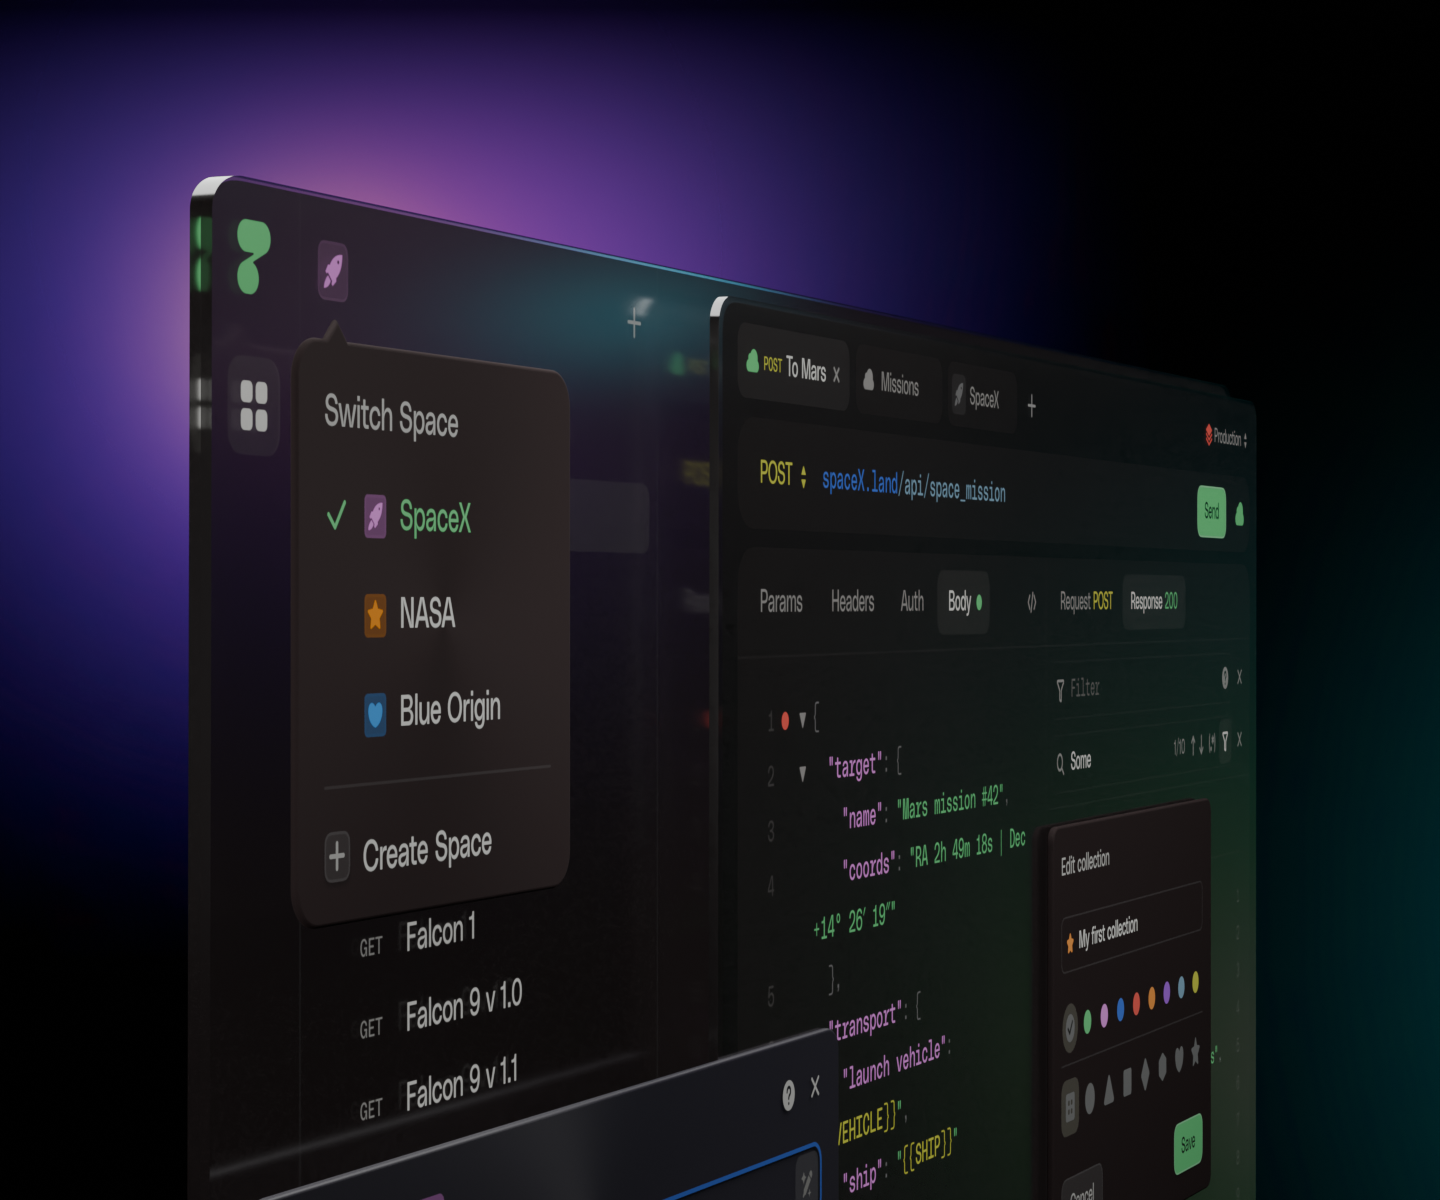 Switch Space
SpaceX
NASA
Blue Origin
Create Space
GET Falcon 1
GET Falcon 9 v 1.0
GET Falcon 9 v 1.1
POST To Mars X
Missions
SpaceX
Production
POST spaceX.land/api/space_mission
Send
Params Headers Auth Body
Request POST Response 200
Filter
Some 1/10
1 {
2 "target": {
3 "name": "Mars mission #42",
4 "coords": "RA 2h 49m 18s | Dec
+14° 26′ 19″"
5 },
"transport": {
"launch vehicle":
VEHICLE}}",
"ship": "{{SHIP}}"
s".
Edit collection
My first collection
Save
Cancel
? X